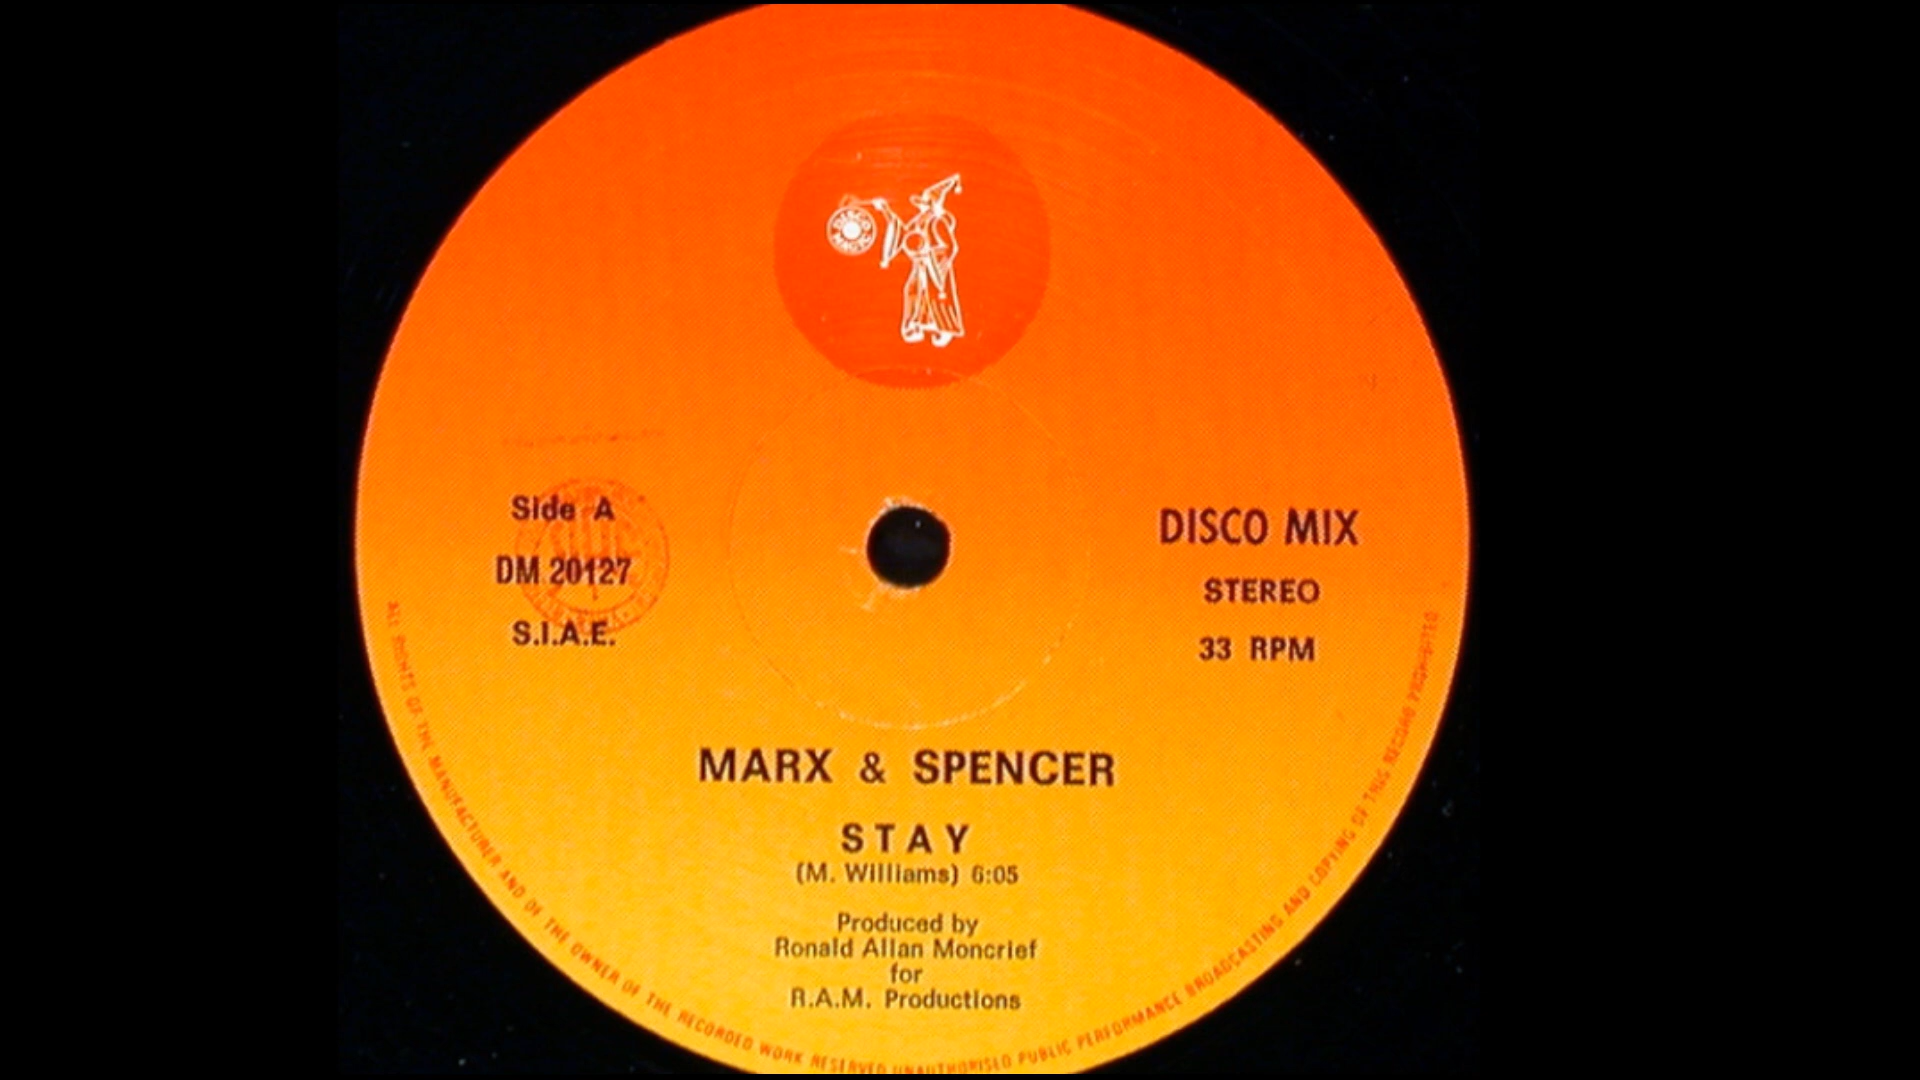 DISCO MAGIC
Side A
DM 20127
S.I.A.E.
DISCO MIX
STEREO
33 RPM
MARX & SPENCER
STAY
(M. Williams) 6:05
Produced by
Ronald Allan Moncrief
for
R.A.M. Productions
ALL RIGHTS OF THE MANUFACTURER AND OF THE OWNER OF THE RECORDED WORK RESERVED UNAUTHORISED PUBLIC PERFORMANCE BROADCASTING AND COPYING OF THIS RECORD PROHIBITED